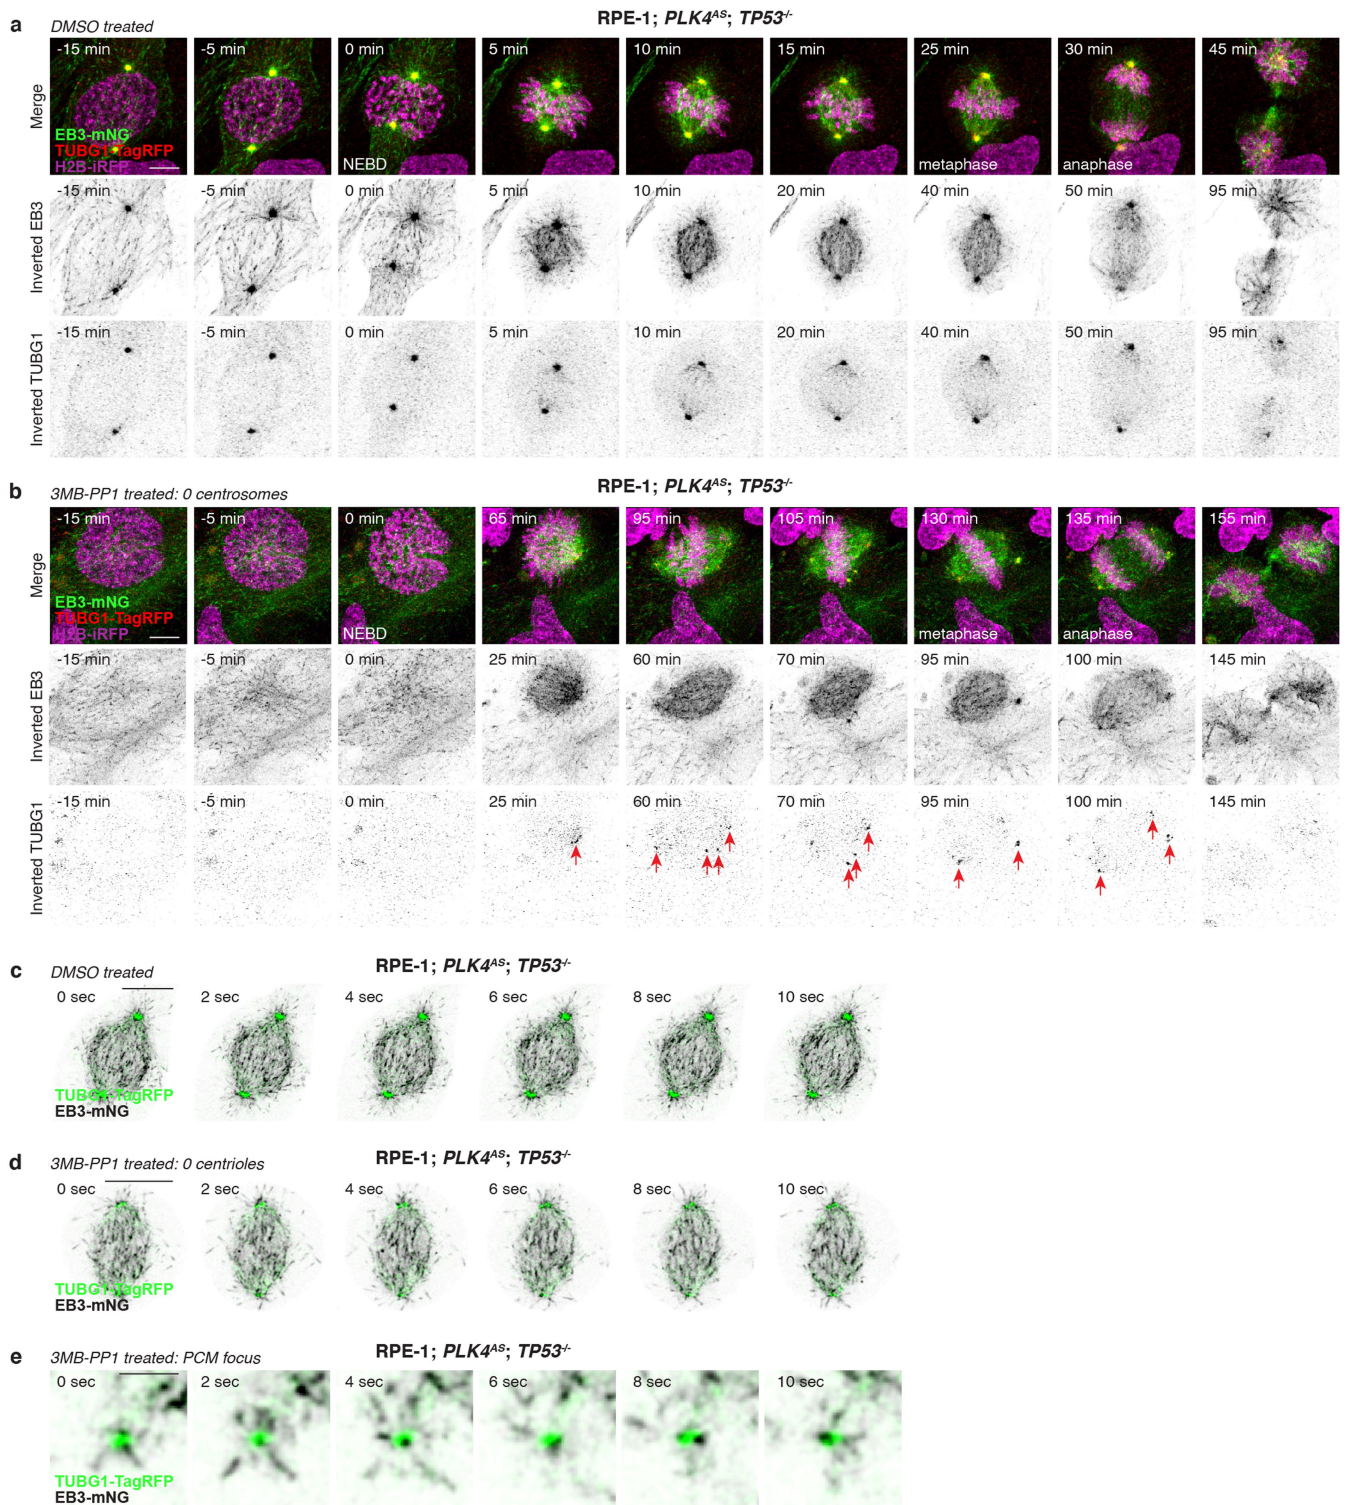 a
DMSO treated
RPE-1; PLK4AS; TP53-/-
Merge
-15 min
-5 min
0 min
5 min
10 min
15 min
25 min
30 min
45 min
EB3-mNG
TUBG1-TagRFP
H2B-iRFP
NEBD
metaphase
anaphase
Inverted EB3
-15 min
-5 min
0 min
5 min
10 min
20 min
40 min
50 min
95 min
Inverted TUBG1
-15 min
-5 min
0 min
5 min
10 min
20 min
40 min
50 min
95 min
b
3MB-PP1 treated: 0 centrosomes
RPE-1; PLK4AS; TP53-/-
Merge
-15 min
-5 min
0 min
65 min
95 min
105 min
130 min
135 min
155 min
EB3-mNG
TUBG1-TagRFP
H2B-iRFP
NEBD
metaphase
anaphase
Inverted EB3
-15 min
-5 min
0 min
25 min
60 min
70 min
95 min
100 min
145 min
Inverted TUBG1
-15 min
-5 min
0 min
25 min
60 min
70 min
95 min
100 min
145 min
c
DMSO treated
RPE-1; PLK4AS; TP53-/-
0 sec
2 sec
4 sec
6 sec
8 sec
10 sec
TUBG1-TagRFP
EB3-mNG
d
3MB-PP1 treated: 0 centrioles
RPE-1; PLK4AS; TP53-/-
0 sec
2 sec
4 sec
6 sec
8 sec
10 sec
TUBG1-TagRFP
EB3-mNG
e
3MB-PP1 treated: PCM focus
RPE-1; PLK4AS; TP53-/-
0 sec
2 sec
4 sec
6 sec
8 sec
10 sec
TUBG1-TagRFP
EB3-mNG